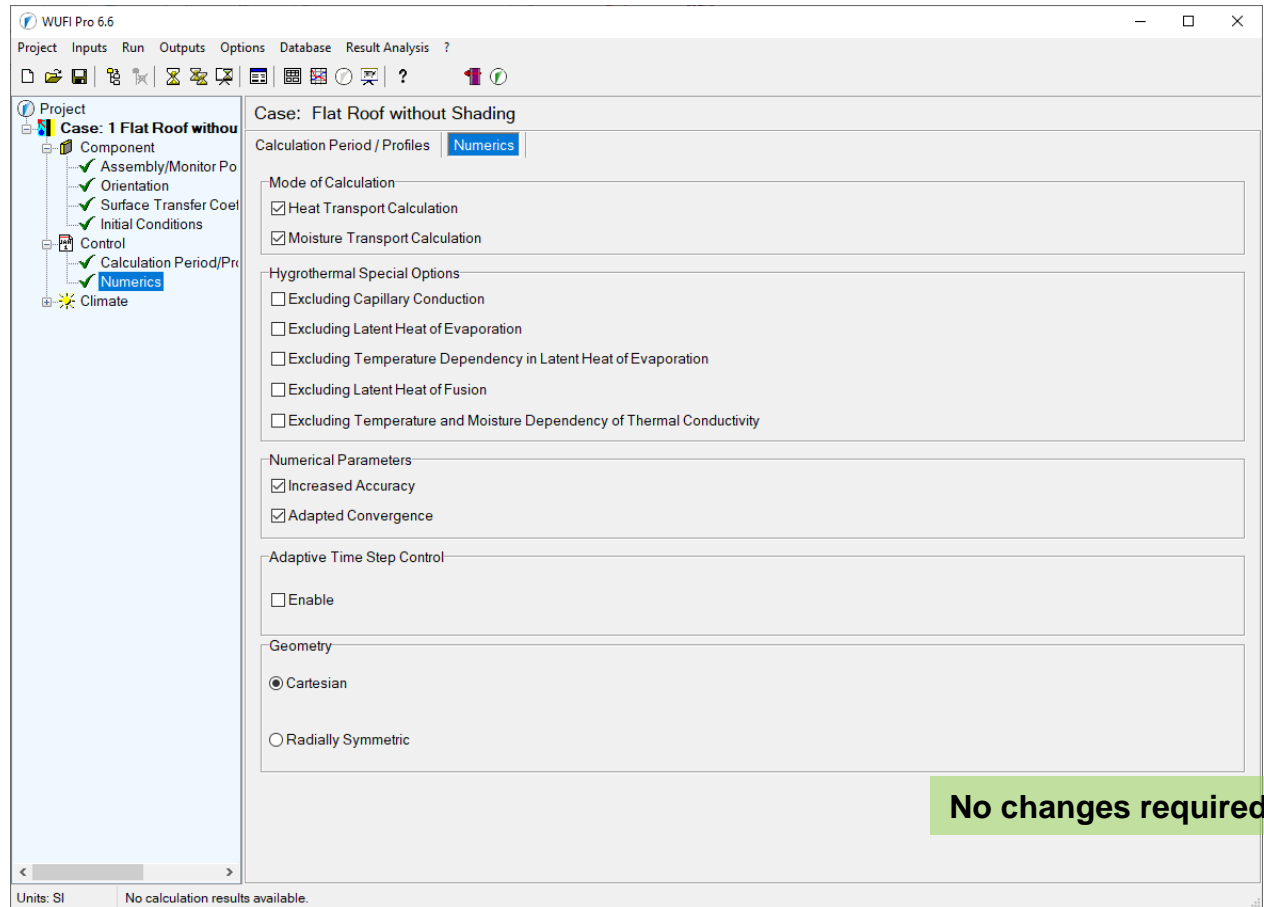 WUFI Pro 6.6
Project Inputs Run Outputs Options Database Result Analysis ?
?
Project
Case: 1 Flat Roof withou
Component
Assembly/Monitor Po
Orientation
Surface Transfer Coef
Initial Conditions
Control
Calculation Period/Pro
Numerics
Climate
Case: Flat Roof without Shading
Calculation Period / Profiles Numerics
Mode of Calculation
Heat Transport Calculation
Moisture Transport Calculation
Hygrothermal Special Options
Excluding Capillary Conduction
Excluding Latent Heat of Evaporation
Excluding Temperature Dependency in Latent Heat of Evaporation
Excluding Latent Heat of Fusion
Excluding Temperature and Moisture Dependency of Thermal Conductivity
Numerical Parameters
Increased Accuracy
Adapted Convergence
Adaptive Time Step Control
Enable
Geometry
Cartesian
Radially Symmetric
No changes required
Units: SI No calculation results available.